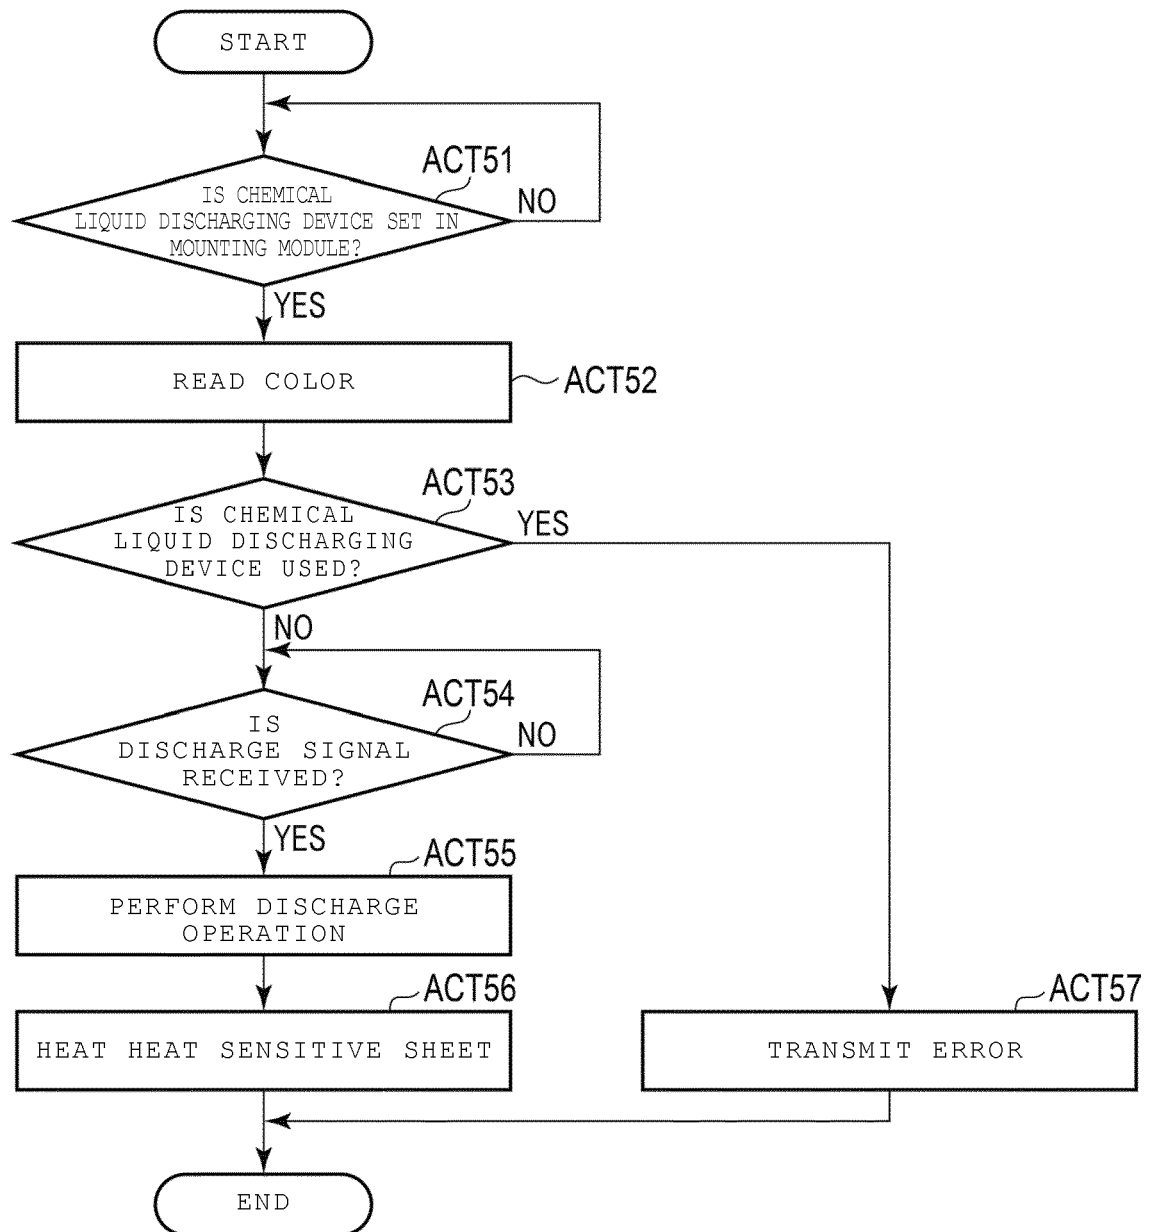 START
ACT51
IS CHEMICAL
LIQUID DISCHARGING DEVICE SET IN
MOUNTING MODULE?
NO
YES
READ COLOR
ACT52
ACT53
IS CHEMICAL
LIQUID DISCHARGING
DEVICE USED?
YES
NO
ACT54
IS
DISCHARGE SIGNAL
RECEIVED?
NO
YES
ACT55
PERFORM DISCHARGE
OPERATION
ACT56
HEAT HEAT SENSITIVE SHEET
ACT57
TRANSMIT ERROR
END